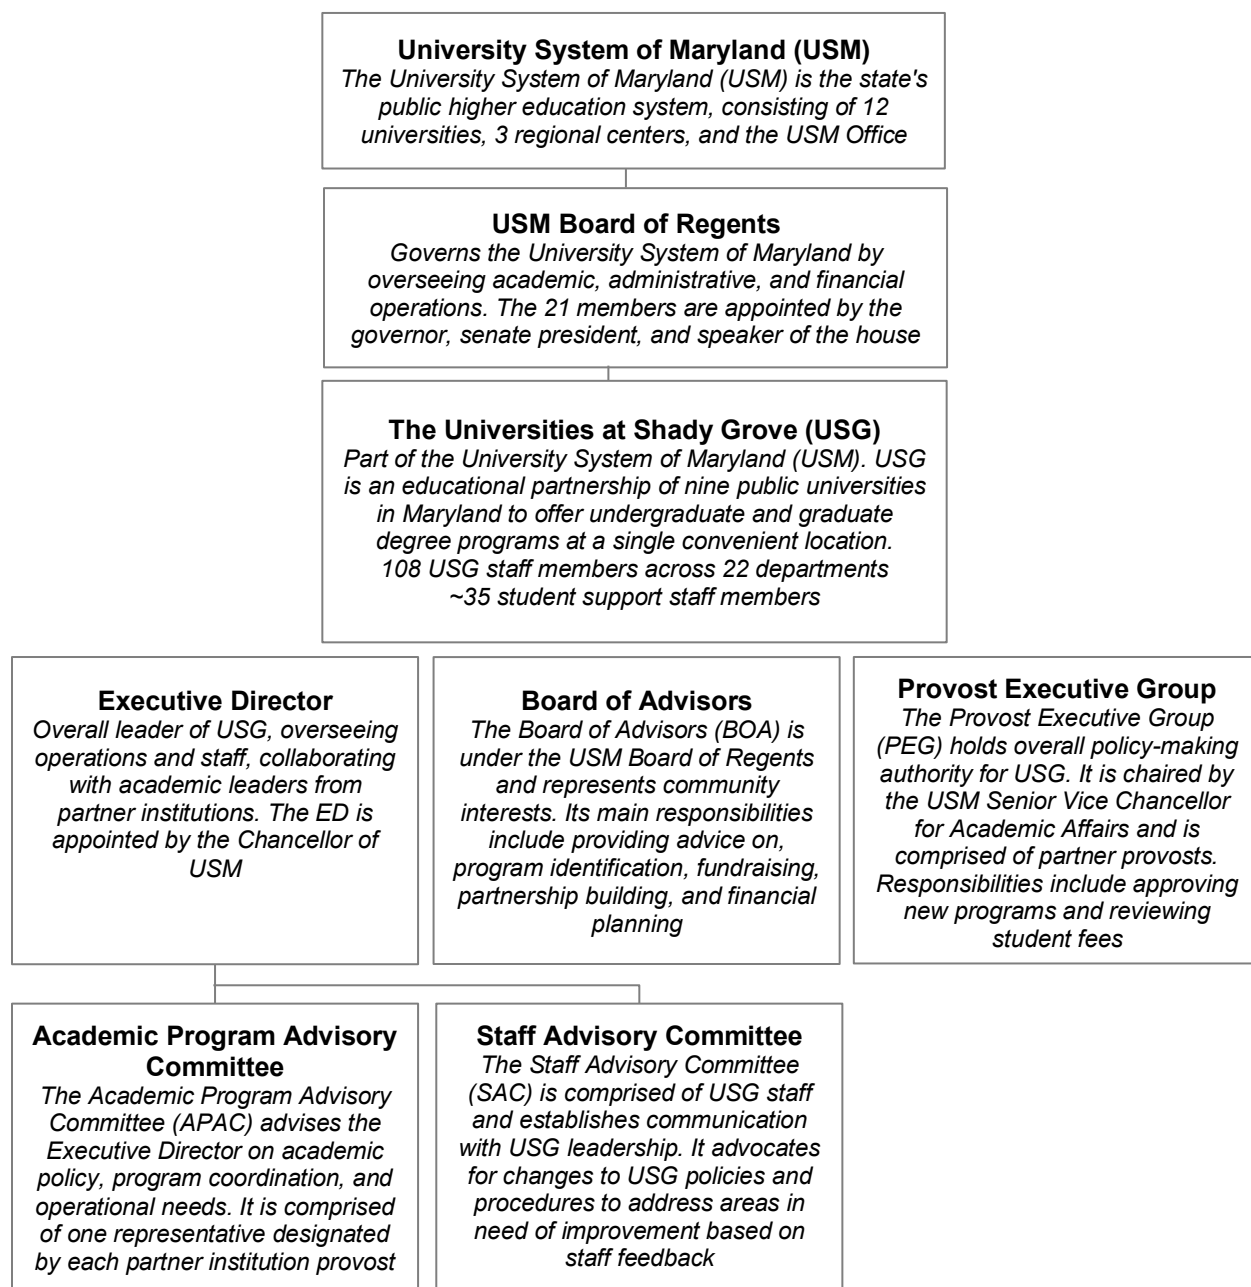 University System of Maryland (USM)
The University System of Maryland (USM) is the state's
public higher education system, consisting of 12
universities, 3 regional centers, and the USM Office
USM Board of Regents
Governs the University System of Maryland by
overseeing academic, administrative, and financial
operations. The 21 members are appointed by the
governor, senate president, and speaker of the house
The Universities at Shady Grove (USG)
Part of the University System of Maryland (USM). USG
is an educational partnership of nine public universities
in Maryland to offer undergraduate and graduate
degree programs at a single convenient location.
108 USG staff members across 22 departments
~35 student support staff members
Executive Director
Overall leader of USG, overseeing
operations and staff, collaborating
with academic leaders from
partner institutions. The ED is
appointed by the Chancellor of
USM
Board of Advisors
The Board of Advisors (BOA) is
under the USM Board of Regents
and represents community
interests. Its main responsibilities
include providing advice on,
program identification, fundraising,
partnership building, and financial
planning
Provost Executive Group
The Provost Executive Group
(PEG) holds overall policy-making
authority for USG. It is chaired by
the USM Senior Vice Chancellor
for Academic Affairs and is
comprised of partner provosts.
Responsibilities include approving
new programs and reviewing
student fees
Academic Program Advisory
Committee
The Academic Program Advisory
Committee (APAC) advises the
Executive Director on academic
policy, program coordination, and
operational needs. It is comprised
of one representative designated
by each partner institution provost
Staff Advisory Committee
The Staff Advisory Committee
(SAC) is comprised of USG staff
and establishes communication
with USG leadership. It advocates
for changes to USG policies and
procedures to address areas in
need of improvement based on
staff feedback